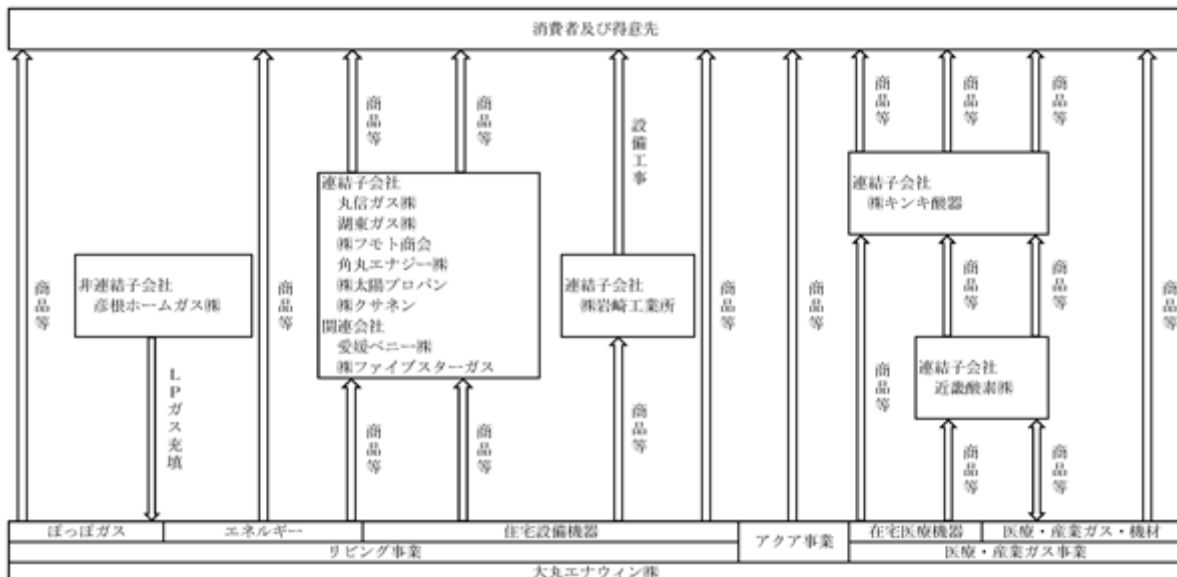 消費者及び得意先
商品等
商品等
設備工事
商品等
商品等
商品等
連結子会社
丸信ガス㈱
湖東ガス㈱
㈱フモト商会
角丸エナジー㈱
㈱太陽プロパン
㈱クサネン
関連会社
愛媛ベニー㈱
㈱ファイブスターガス
連結子会社
㈱キンキ酸器
商品等
非連結子会社
彦根ホームガス㈱
商品等
連結子会社
㈱岩崎工業所
商品等
商品等
商品等
商品等
商品等
連結子会社
近畿酸素㈱
LPガス充填
商品等
商品等
商品等
商品等
商品等
商品等
ぽっぽガス
エネルギー
住宅設備機器
アクア事業
在宅医療機器
医療・産業ガス・機材
リビング事業
医療・産業ガス事業
大丸エナウィン㈱